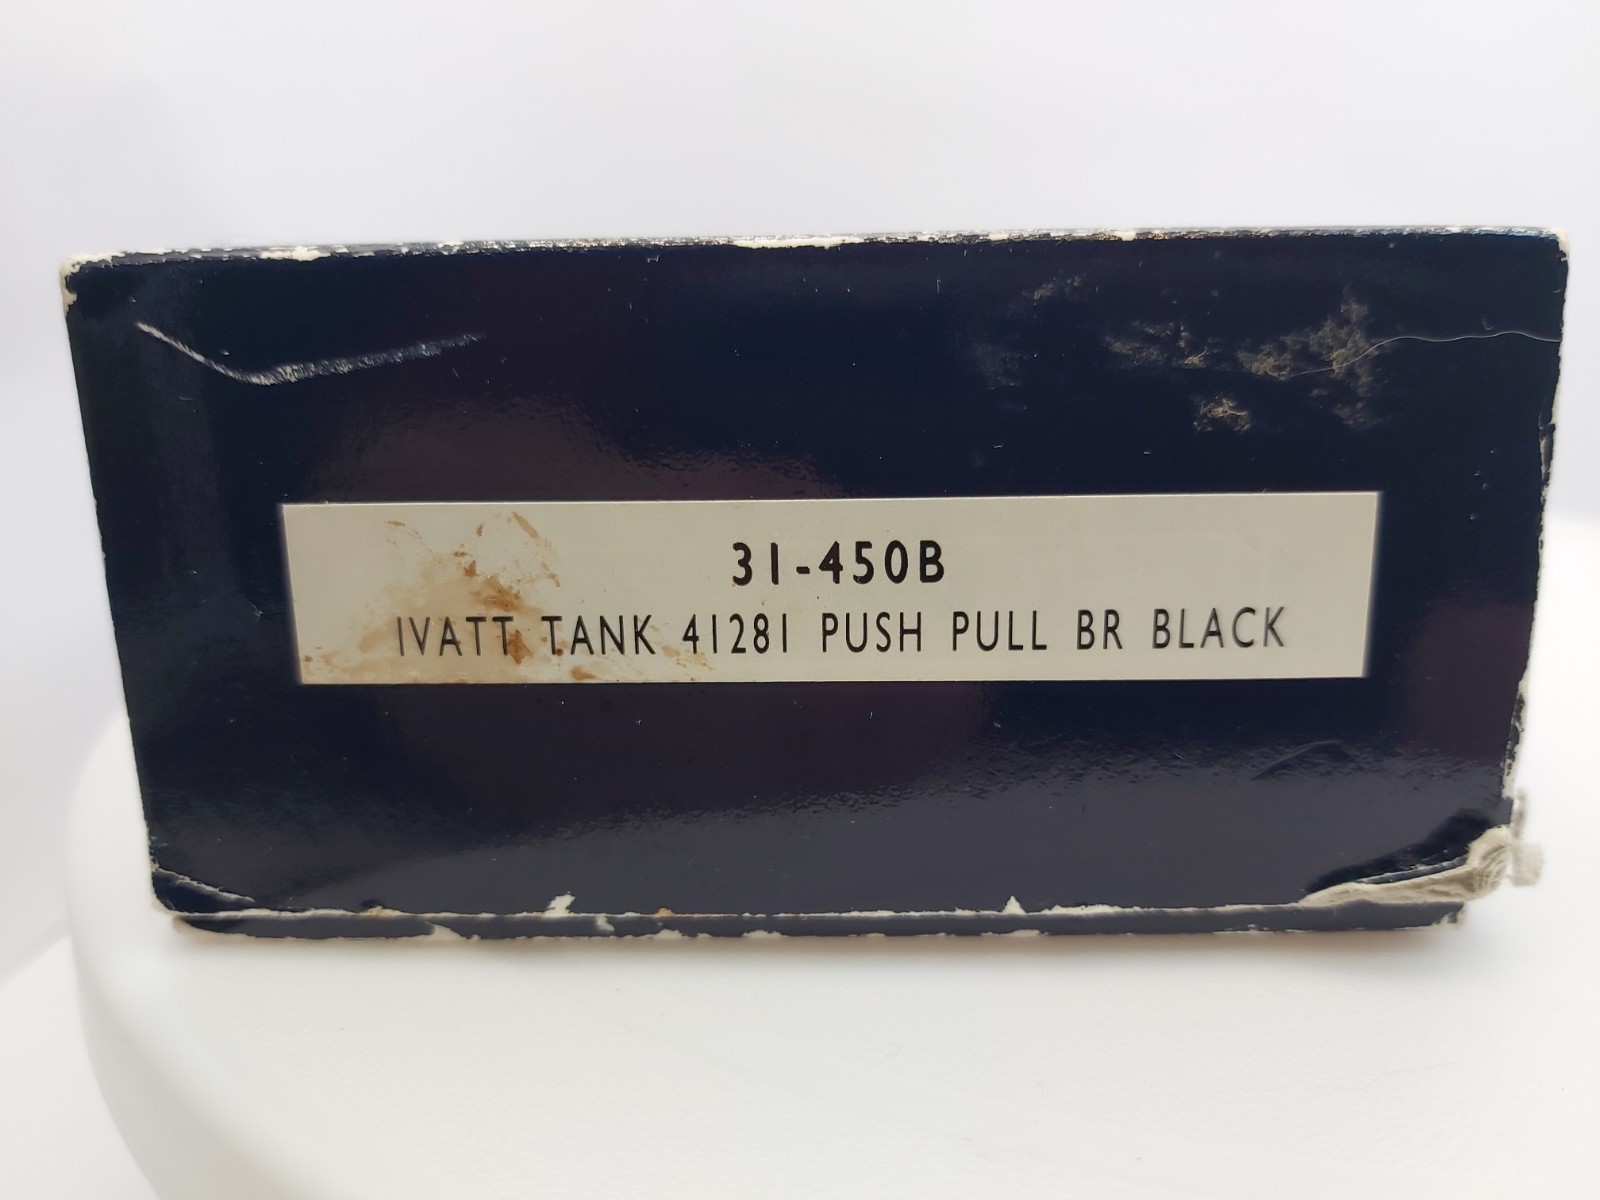 31-450B
IVATT TANK 41281 PUSH PULL BR BLACK